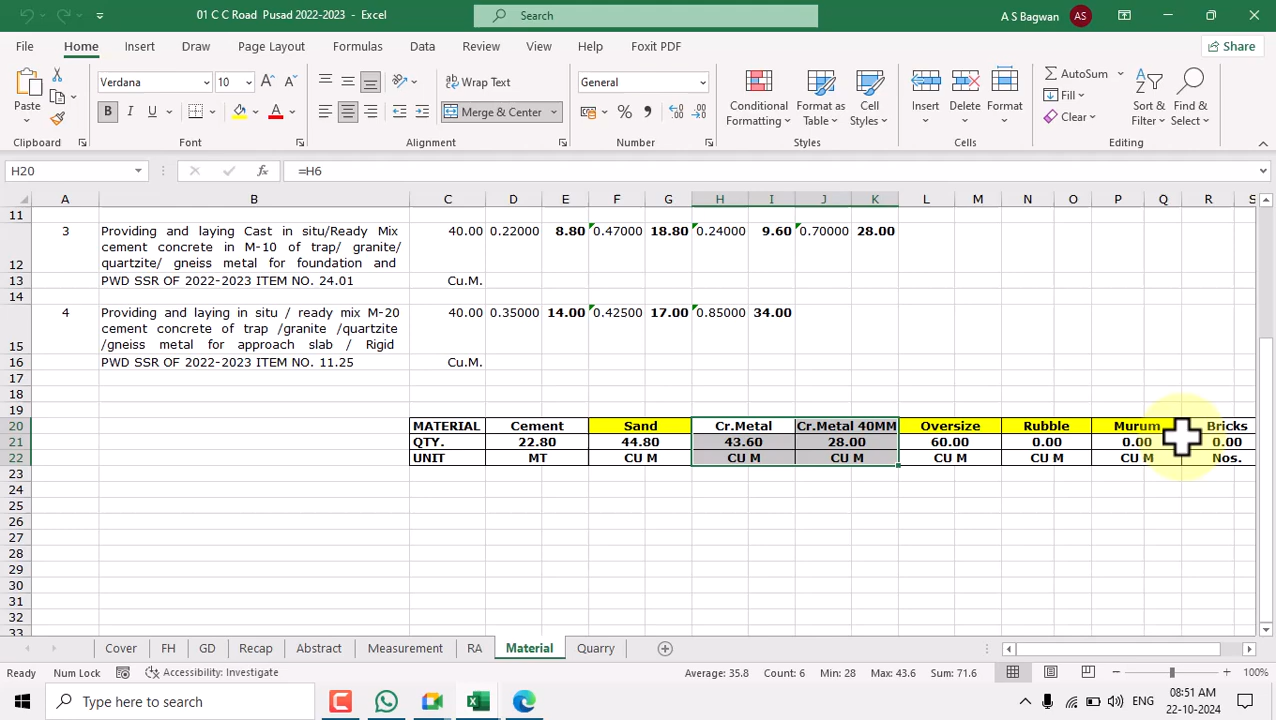 01 C C Road Pusad 2022-2023 - Excel
Search
A S Bagwan AS
File Home Insert Draw Page Layout Formulas Data Review View Help Foxit PDF Share
Paste
Clipboard
Verdana 10
B I U
Font
Wrap Text
Merge & Center
Alignment
General
Number
Conditional Formatting
Format as Table
Cell Styles
Styles
Insert Delete Format
Cells
AutoSum
Fill
Clear
Sort & Filter
Find & Select
Editing
H20 fx =H6
A B C D E F G H I J K L M N O P Q R S
11
12 3 Providing and laying Cast in situ/Ready Mix 40.00 0.22000 8.80 0.47000 18.80 0.24000 9.60 0.70000 28.00
cement concrete in M-10 of trap/ granite/
quartzite/ gneiss metal for foundation and
13 PWD SSR OF 2022-2023 ITEM NO. 24.01 Cu.M.
14
15 4 Providing and laying in situ / ready mix M-20 40.00 0.35000 14.00 0.42500 17.00 0.85000 34.00
cement concrete of trap /granite /quartzite
/gneiss metal for approach slab / Rigid
16 PWD SSR OF 2022-2023 ITEM NO. 11.25 Cu.M.
17
18
19
20 MATERIAL Cement Sand Cr.Metal Cr.Metal 40MM Oversize Rubble Murum Bricks
21 QTY. 22.80 44.80 43.60 28.00 60.00 0.00 0.00 0.00
22 UNIT MT CU M CU M CU M CU M CU M CU M Nos.
23
24
25
26
27
28
29
30
31
32
33
Cover FH GD Recap Abstract Measurement RA Material Quarry
Ready Num Lock Accessibility: Investigate Average: 35.8 Count: 6 Min: 28 Max: 43.6 Sum: 71.6 100%
Type here to search
ENG 08:31 AM
22-10-2024